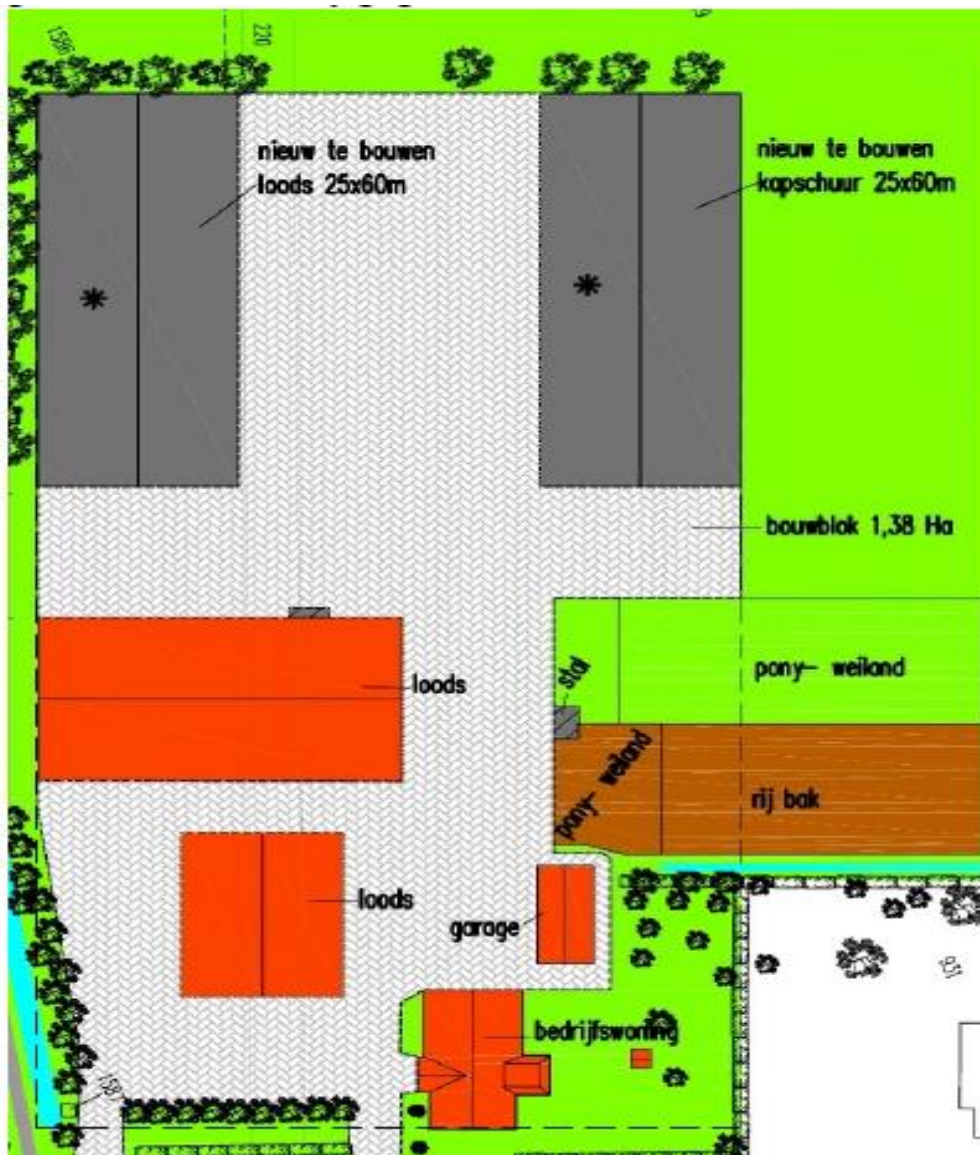 220
nieuw te bouwen
loods 25x60m
nieuw te bouwen
kapschuur 25x60m
bouwblok 1,38 Ha
loods
stal
pony- weiland
pony- weiland
rij bak
loods
garage
bedrijfswoning